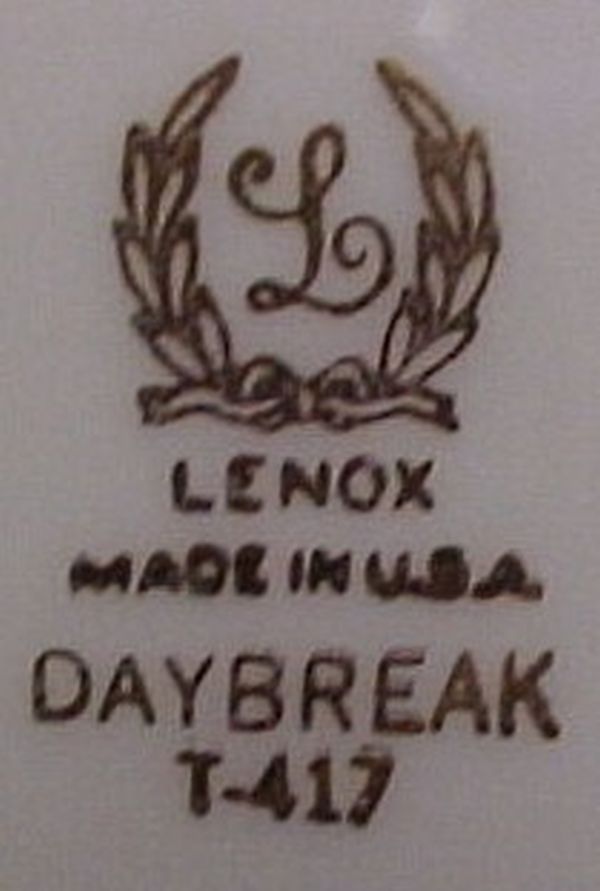 L
LENOX
MADE IN U.S.A.
DAYBREAK
T-417